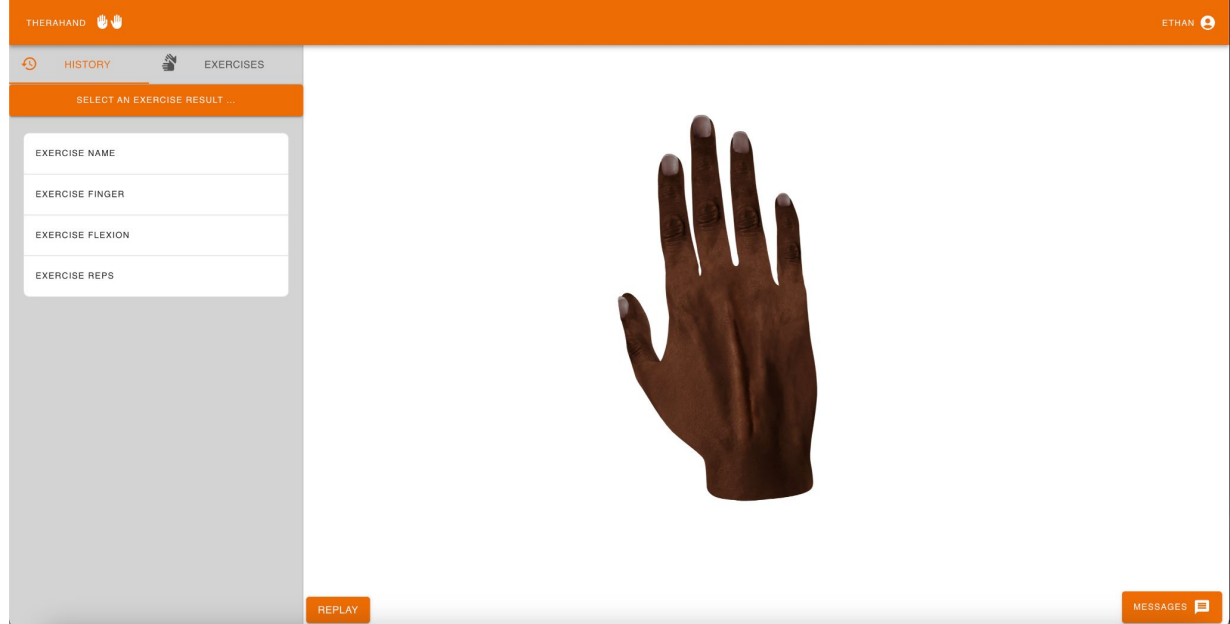 THERAHAND
ETHAN
HISTORY
EXERCISES
SELECT AN EXERCISE RESULT ...
EXERCISE NAME
EXERCISE FINGER
EXERCISE FLEXION
EXERCISE REPS
REPLAY
MESSAGES